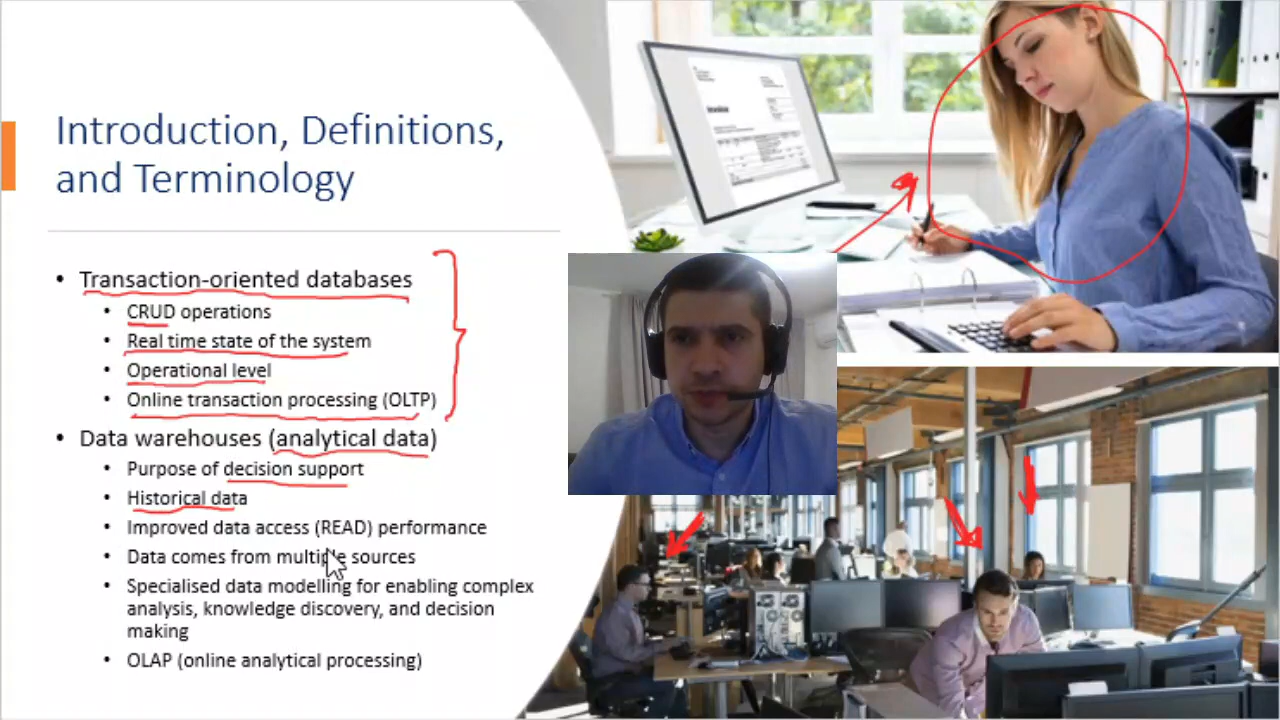 Introduction, Definitions,
and Terminology
• Transaction-oriented databases
• CRUD operations
• Real time state of the system
• Operational level
• Online transaction processing (OLTP)
• Data warehouses (analytical data)
• Purpose of decision support
• Historical data
• Improved data access (READ) performance
• Data comes from multiple sources
• Specialised data modelling for enabling complex
analysis, knowledge discovery, and decision
making
• OLAP (online analytical processing)